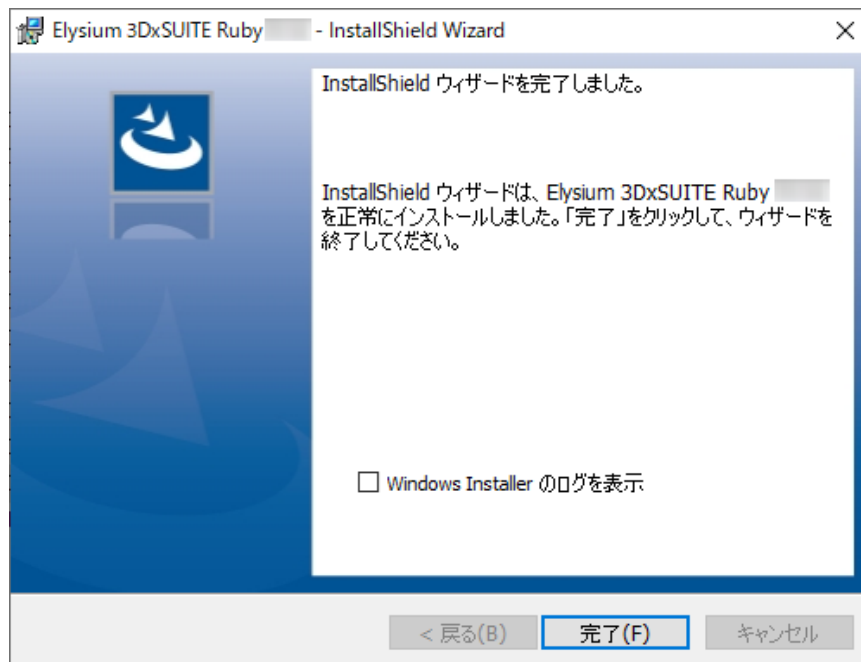 Elysium 3DxSUITE Ruby - InstallShield Wizard
InstallShield ウィザードを完了しました。
InstallShield ウィザードは、Elysium 3DxSUITE Ruby
を正常にインストールしました。「完了」をクリックして、ウィザードを
終了してください。
Windows Installer のログを表示
< 戻る(B)
完了(F)
キャンセル